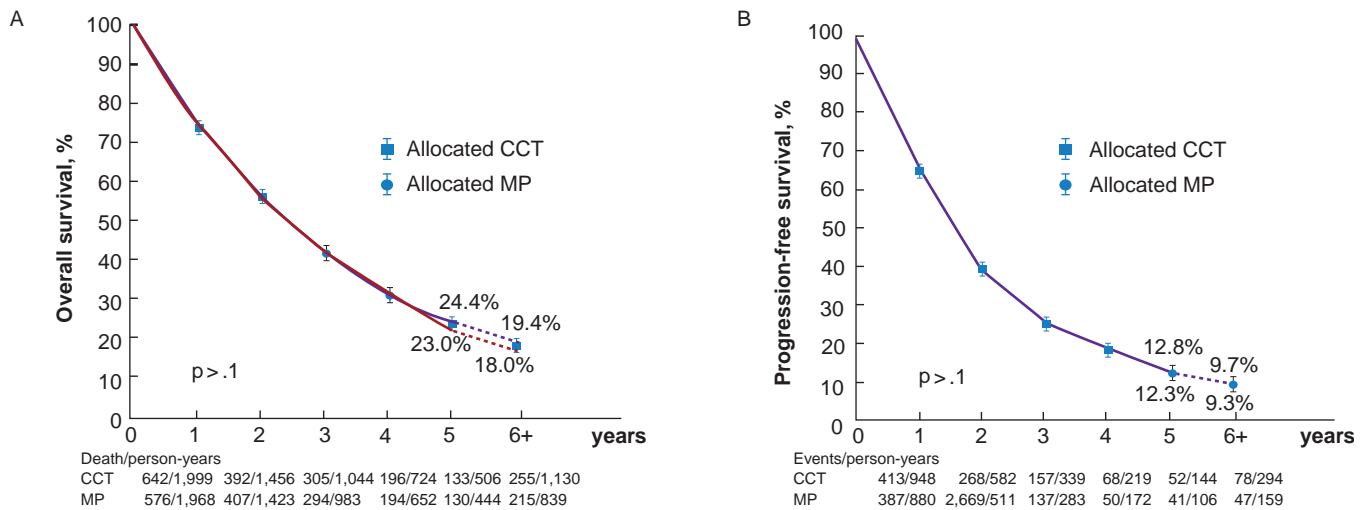 A
Overall survival, %
100
90
80
70
60
50
40
30
20
10
0
Allocated CCT
Allocated MP
24.4%
19.4%
23.0%
18.0%
p > .1
0 1 2 3 4 5 6+ years
Death/person-years
CCT 642/1,999 392/1,456 305/1,044 196/724 133/506 255/1,130
MP 576/1,968 407/1,423 294/983 194/652 130/444 215/839
B
Progression-free survival, %
100
90
80
70
60
50
40
30
20
10
0
Allocated CCT
Allocated MP
12.8%
9.7%
12.3%
9.3%
p > .1
0 1 2 3 4 5 6+ years
Events/person-years
CCT 413/948 268/582 157/339 68/219 52/144 78/294
MP 387/880 2,669/511 137/283 50/172 41/106 47/159